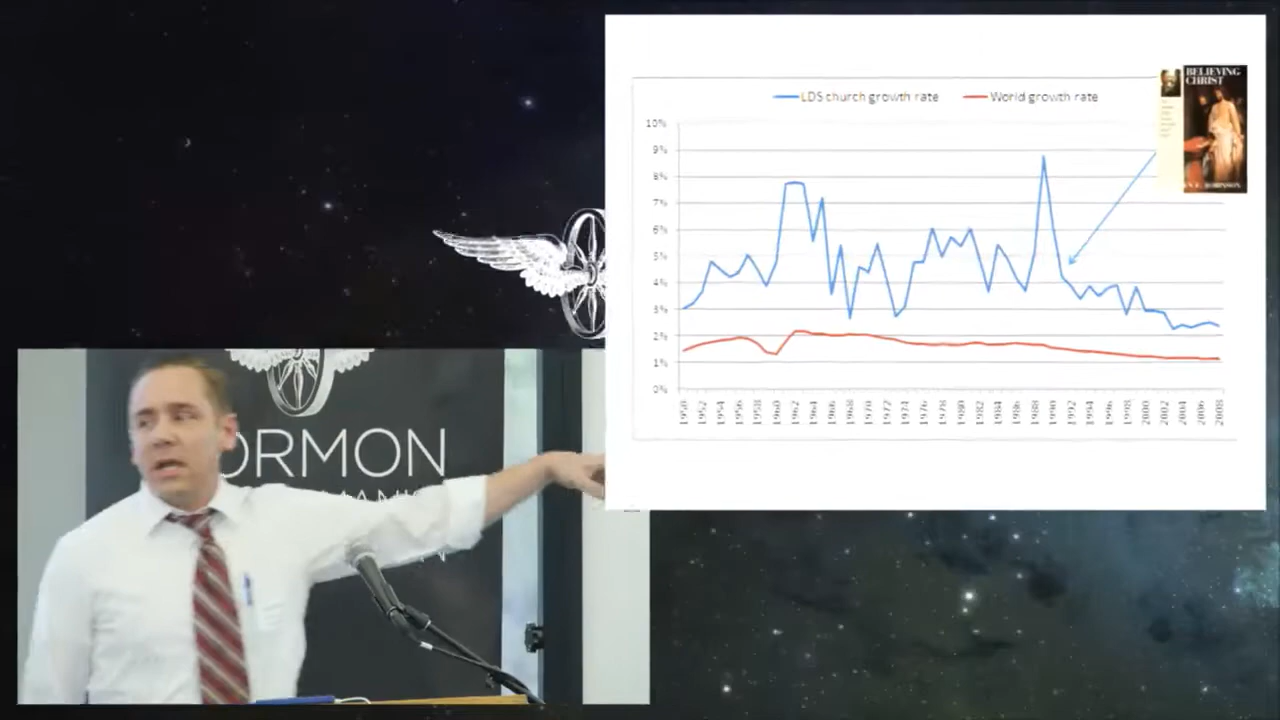 BELIEVING
CHRIST
LDS church growth rate World growth rate
10%
9%
8%
7%
6%
5%
4%
3%
2%
1%
0%
1950 1952 1954 1956 1958 1960 1962 1964 1966 1968 1970 1972 1974 1976 1978 1980 1982 1984 1986 1988 1990 1992 1994 1996 1998 2000 2002 2004 2006 2008
ROBINSON
ORMON